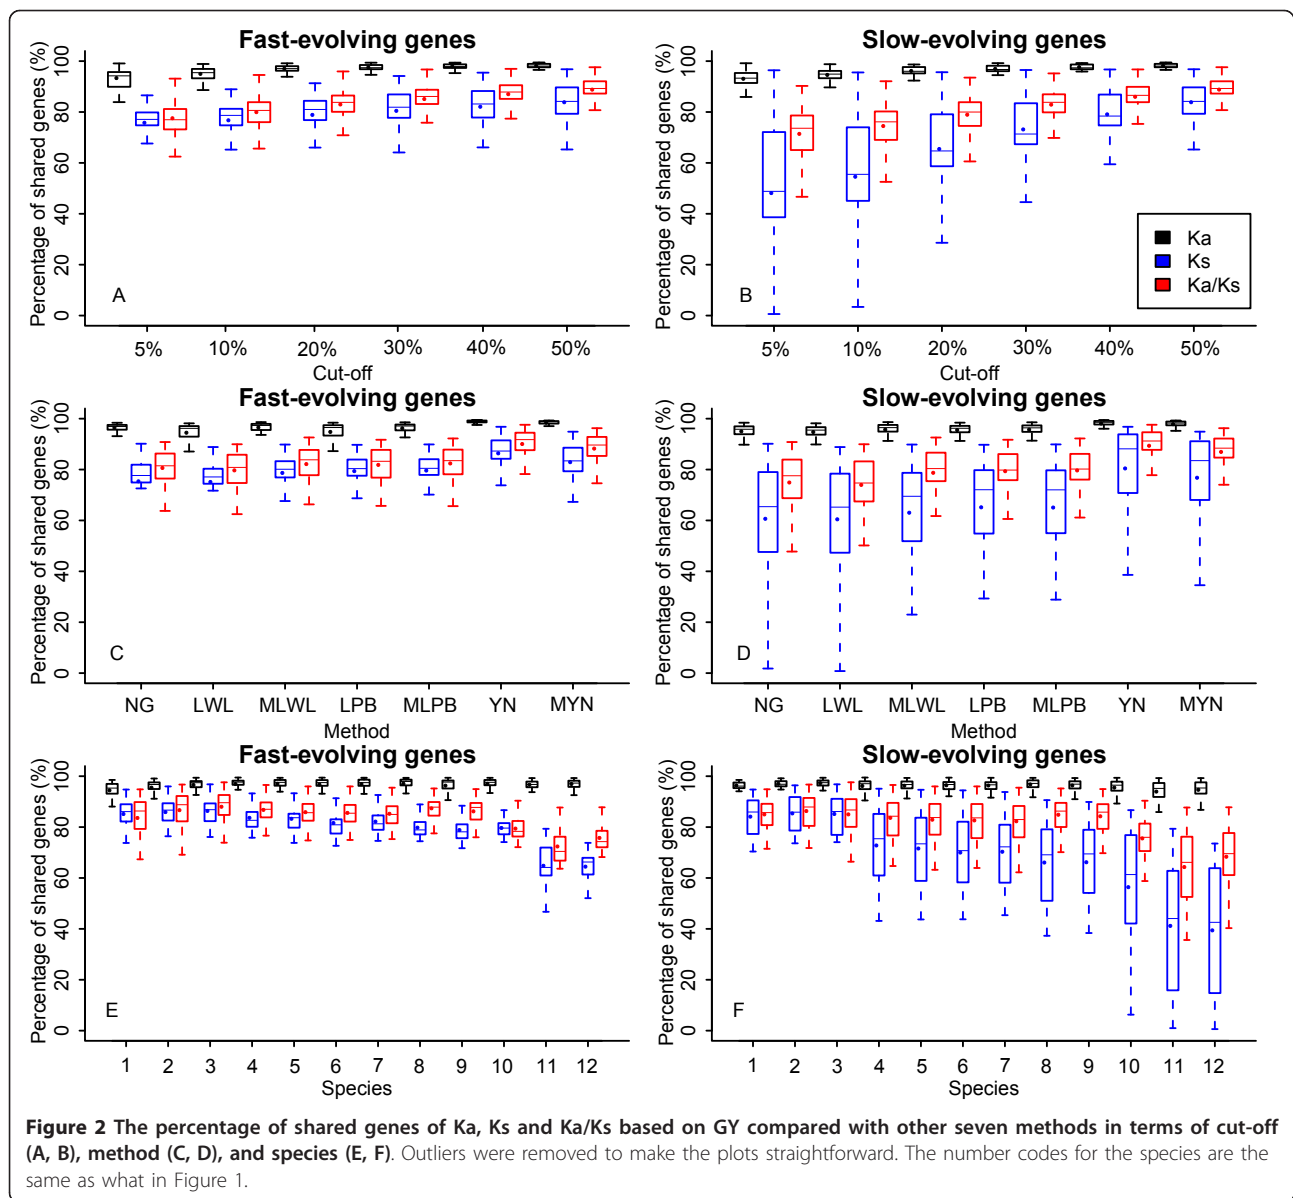 Fast-evolving genes
Percentage of shared genes (%)
0 20 40 60 80 100
A
5% 10% 20% 30% 40% 50%
Cut-off
Slow-evolving genes
Percentage of shared genes (%)
0 20 40 60 80 100
B
Ka
Ks
Ka/Ks
5% 10% 20% 30% 40% 50%
Cut-off
Fast-evolving genes
Percentage of shared genes (%)
0 20 40 60 80 100
C
NG LWL MLWL LPB MLPB YN MYN
Method
Slow-evolving genes
Percentage of shared genes (%)
0 20 40 60 80 100
D
NG LWL MLWL LPB MLPB YN MYN
Method
Fast-evolving genes
Percentage of shared genes (%)
0 20 40 60 80 100
E
1 2 3 4 5 6 7 8 9 10 11 12
Species
Slow-evolving genes
Percentage of shared genes (%)
0 20 40 60 80 100
F
1 2 3 4 5 6 7 8 9 10 11 12
Species
Figure 2 The percentage of shared genes of Ka, Ks and Ka/Ks based on GY compared with other seven methods in terms of cut-off
(A, B), method (C, D), and species (E, F). Outliers were removed to make the plots straightforward. The number codes for the species are the
same as what in Figure 1.